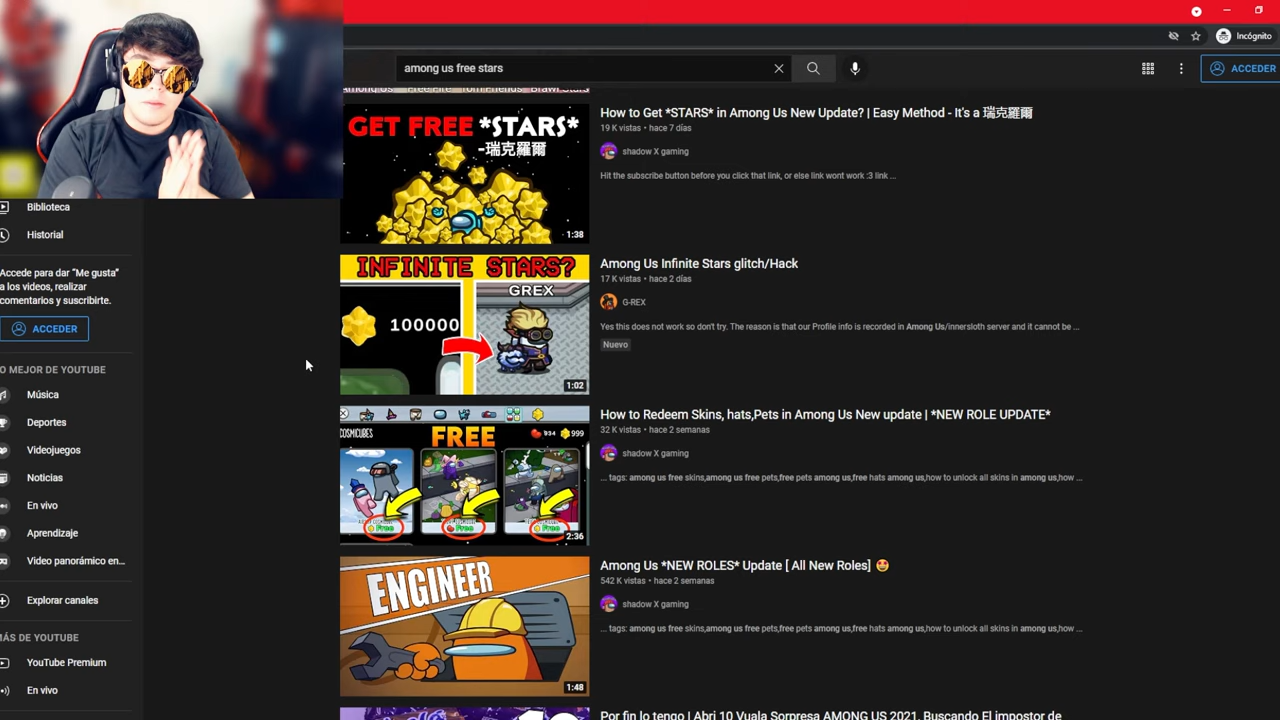 Incógnito
among us free stars
ACCEDER
GET FREE *STARS*
-瑞克羅爾
1:38
How to Get *STARS* in Among Us New Update? | Easy Method - It's a 瑞克羅爾
19 K vistas • hace 7 días
shadow X gaming
Hit the subscribe button before you click that link, or else link wont work :3 link ...
Biblioteca
Historial
Accede para dar “Me gusta”
a los videos, realizar
comentarios y suscribirte.
ACCEDER
O MEJOR DE YOUTUBE
Música
Deportes
Videojuegos
Noticias
En vivo
Aprendizaje
Video panorámico en...
Explorar canales
MÁS DE YOUTUBE
YouTube Premium
En vivo
INFINITE STARS?
GREX
100000
1:02
Among Us Infinite Stars glitch/Hack
17 K vistas • hace 2 días
G-REX
Yes this does not work so don't try. The reason is that our Profile info is recorded in Among Us/innersloth server and it cannot be ...
Nuevo
COSMICUBES
FREE
934
999
Free
Free
Free
2:36
How to Redeem Skins, hats,Pets in Among Us New update | *NEW ROLE UPDATE*
32 K vistas • hace 2 semanas
shadow X gaming
... tags: among us free skins,among us free pets,free pets among us,free hats among us,how to unlock all skins in among us,how ...
ENGINEER
1:48
Among Us *NEW ROLES* Update [ All New Roles] 😍
542 K vistas • hace 2 semanas
shadow X gaming
... tags: among us free skins,among us free pets,free pets among us,free hats among us,how to unlock all skins in among us,how ...
Por fin lo tengo | Abri 10 Vuala Sorpresa AMONG US 2021. Buscando El impostor de